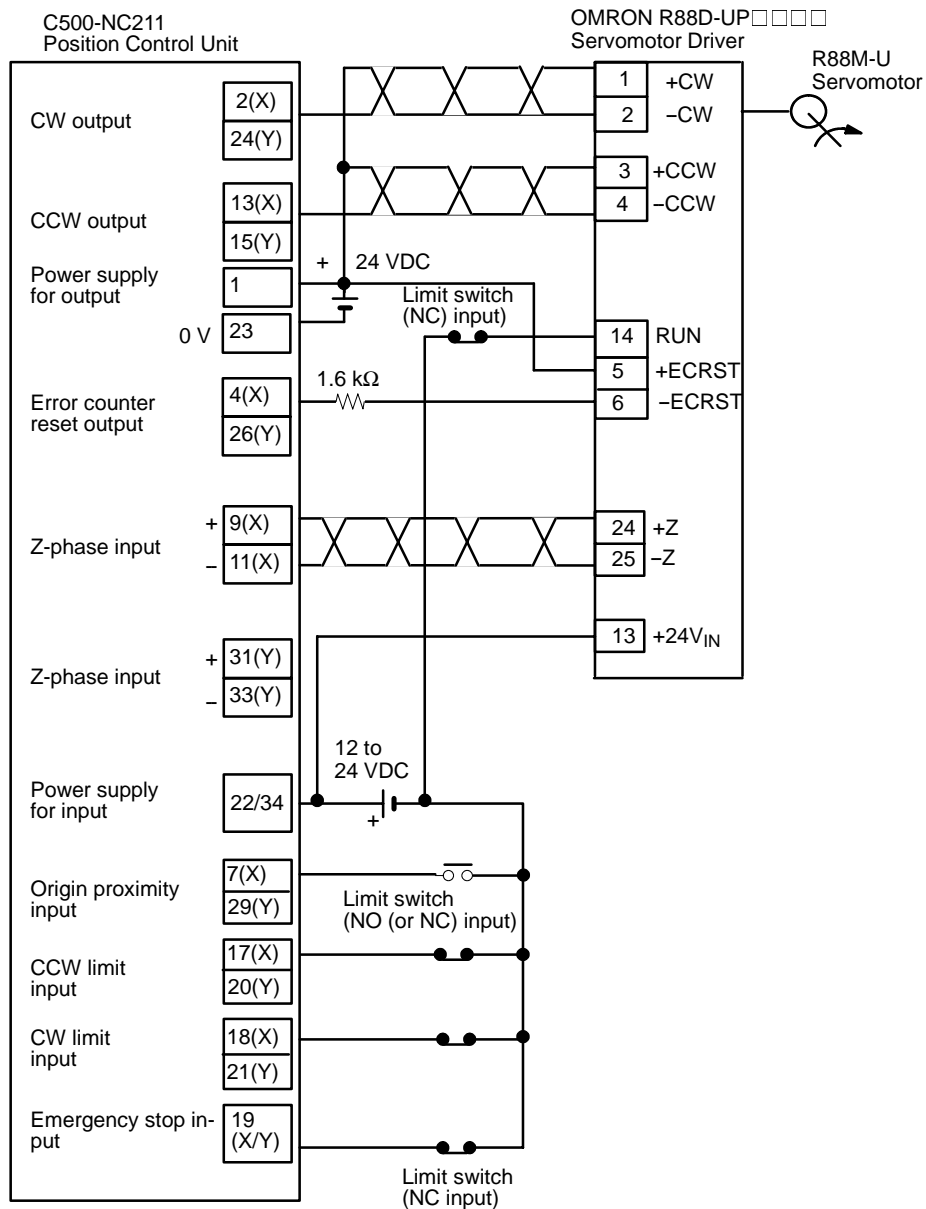 C500-NC211
Position Control Unit
OMRON R88D-UP□□□□
Servomotor Driver
R88M-U
Servomotor
CW output
2(X)
24(Y)
1
+CW
2
−CW
3
+CCW
4
−CCW
CCW output
13(X)
15(Y)
Power supply
for output
1
+
24 VDC
0 V
23
Limit switch
(NC) input)
14
RUN
5
+ECRST
6
−ECRST
Error counter
reset output
4(X)
26(Y)
1.6 kΩ
Z-phase input
+
9(X)
−
11(X)
24
+Z
25
−Z
13
+24VIN
Z-phase input
+
31(Y)
−
33(Y)
12 to
24 VDC
+
Power supply
for input
22/34
Origin proximity
input
7(X)
29(Y)
Limit switch
(NO (or NC) input)
CCW limit
input
17(X)
20(Y)
CW limit
input
18(X)
21(Y)
Emergency stop in-
put
19
(X/Y)
Limit switch
(NC input)